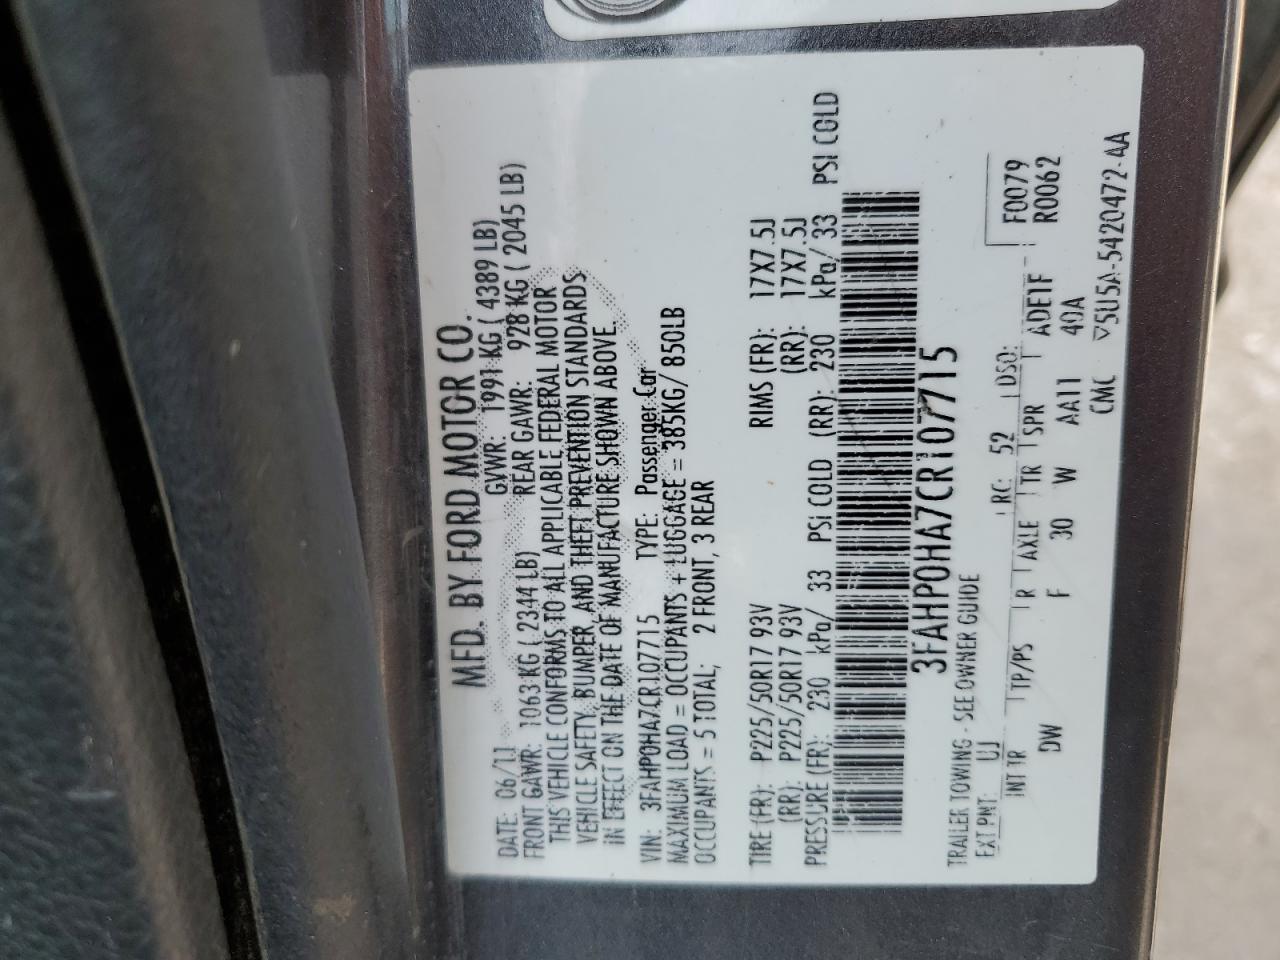 MFD. BY FORD MOTOR CO.
DATE: 06/11 GVWR: 1991 KG ( 4389 LB)
FRONT GAWR: 1063 KG ( 2344 LB) REAR GAWR: 928 KG ( 2045 LB)
THIS VEHICLE CONFORMS TO ALL APPLICABLE FEDERAL MOTOR
VEHICLE SAFETY, BUMPER, AND THEFT PREVENTION STANDARDS
IN EFFECT ON THE DATE OF MANUFACTURE SHOWN ABOVE.
VIN: 3FAHP0HA7CR107715 TYPE: Passenger Car
MAXIMUM LOAD = OCCUPANTS + LUGGAGE = 385KG/ 850LB
OCCUPANTS = 5 TOTAL; 2 FRONT, 3 REAR
TIRE (FR): P225/50R17 93V RIMS (FR): 17X7.5J
(RR): P225/50R17 93V (RR): 17X7.5J
PRESSURE (FR): 230 kPa/ 33 PSI COLD (RR): 230 kPa/ 33 PSI COLD
3FAHP0HA7CR107715
TRAILER TOWING - SEE OWNER GUIDE
EXT PNT: UJ RC: 52 DSO: F0079
INT TR TP/PS R AXLE TR SPR ADE1F R0062
DW F 30 W AA11 40A
CMC ▽5U5A-5420472-AA